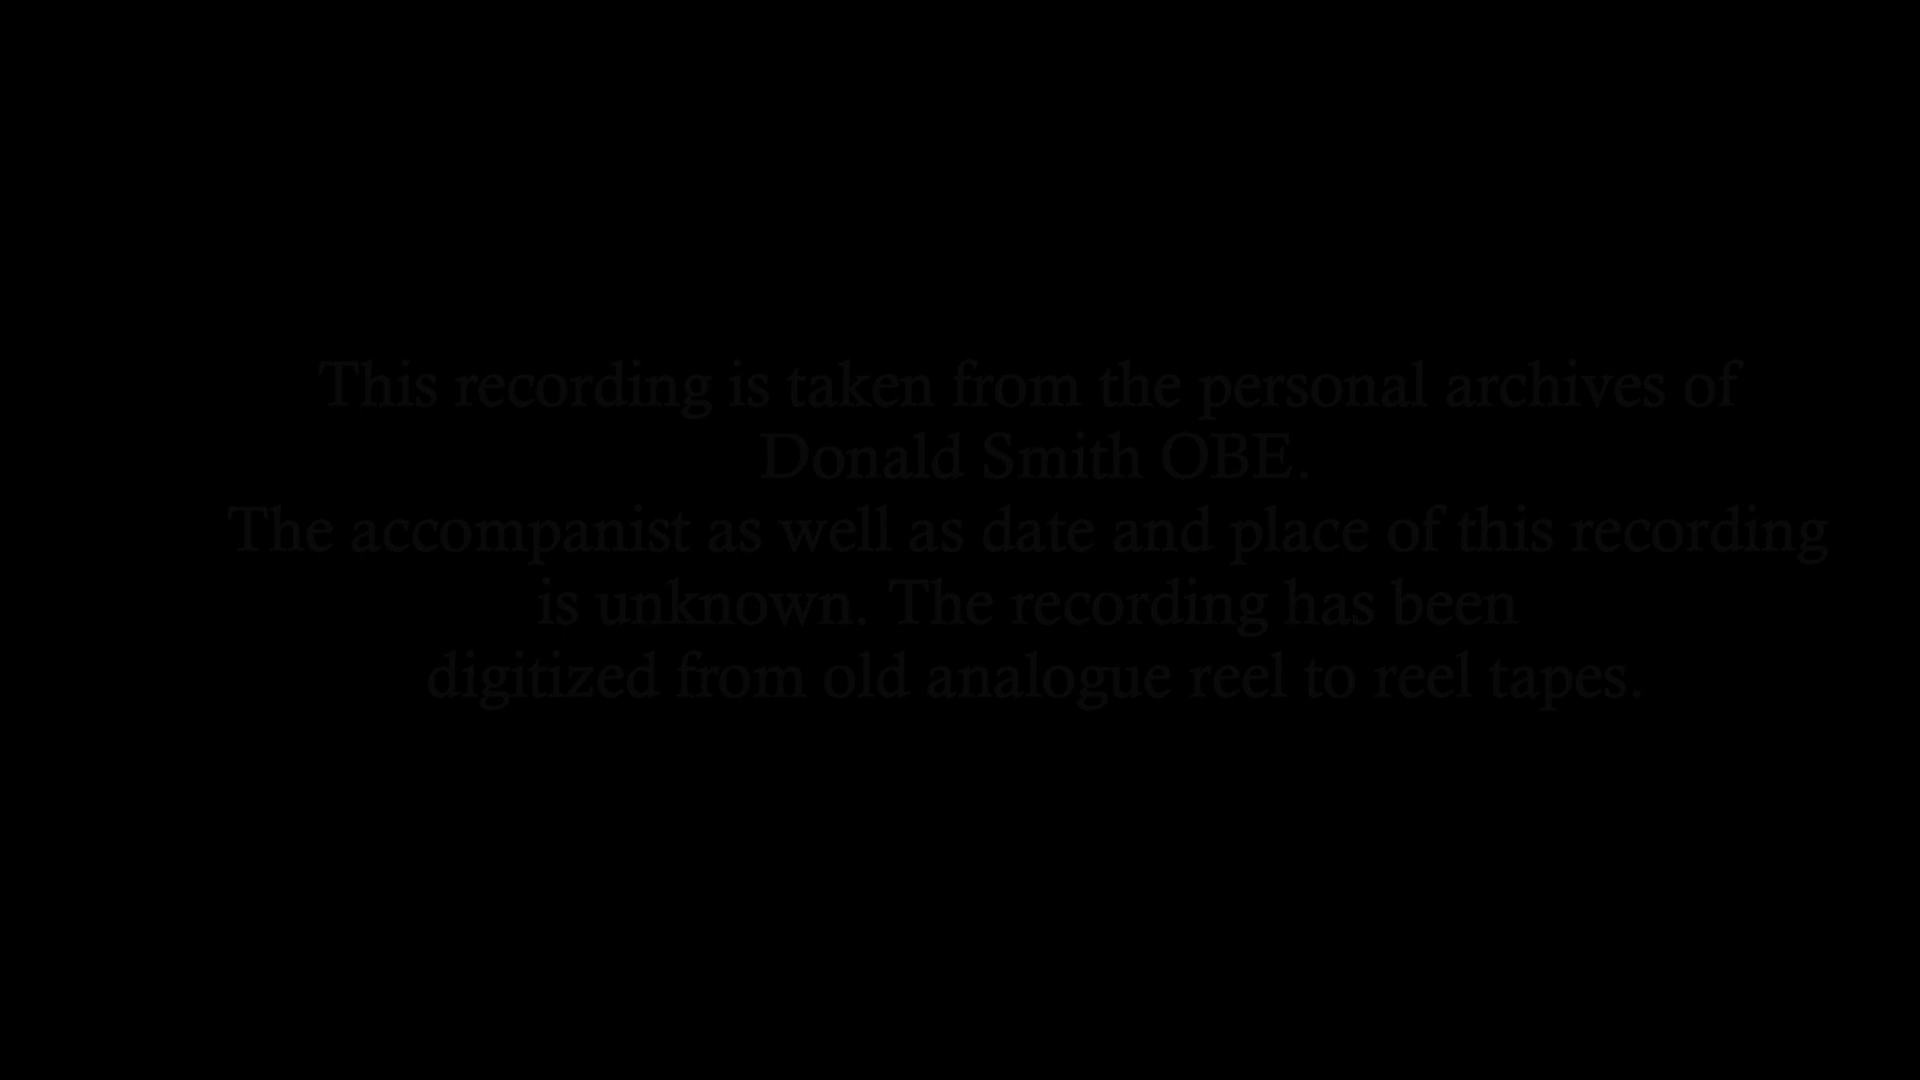 This recording is taken from the personal archives of
Donald Smith OBE.
The accompanist as well as date and place of this recording
is unknown. The recording has been
digitized from old analogue reel to reel tapes.